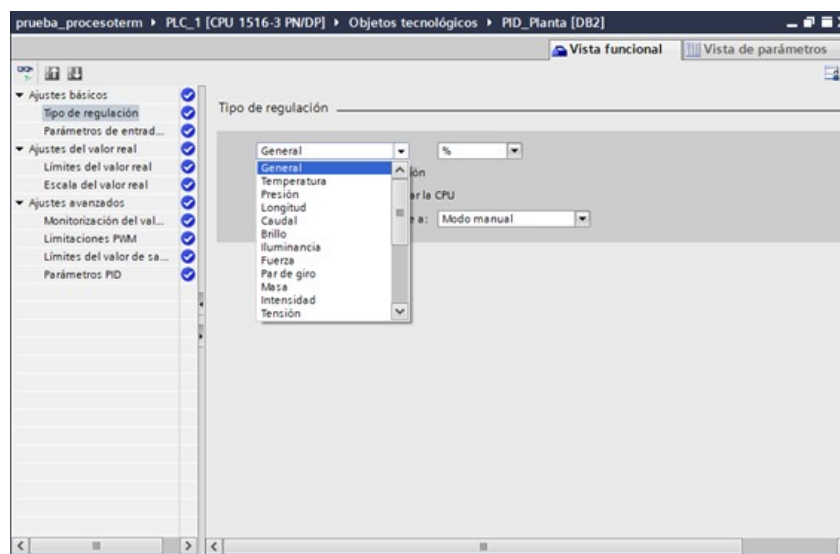 prueba_procesoterm ▸ PLC_1 [CPU 1516-3 PN/DP] ▸ Objetos tecnológicos ▸ PID_Planta [DB2]
Vista funcional
Vista de parámetros
Ajustes básicos
Tipo de regulación
Parámetros de entrad...
Ajustes del valor real
Límites del valor real
Escala del valor real
Ajustes avanzados
Monitorización del val...
Limitaciones PWM
Límites del valor de sa...
Parámetros PID
Tipo de regulación
General
%
General
Temperatura
Presión
Longitud
Caudal
Brillo
Iluminancia
Fuerza
Par de giro
Masa
Intensidad
Tensión
ión
ar la CPU
e a: Modo manual